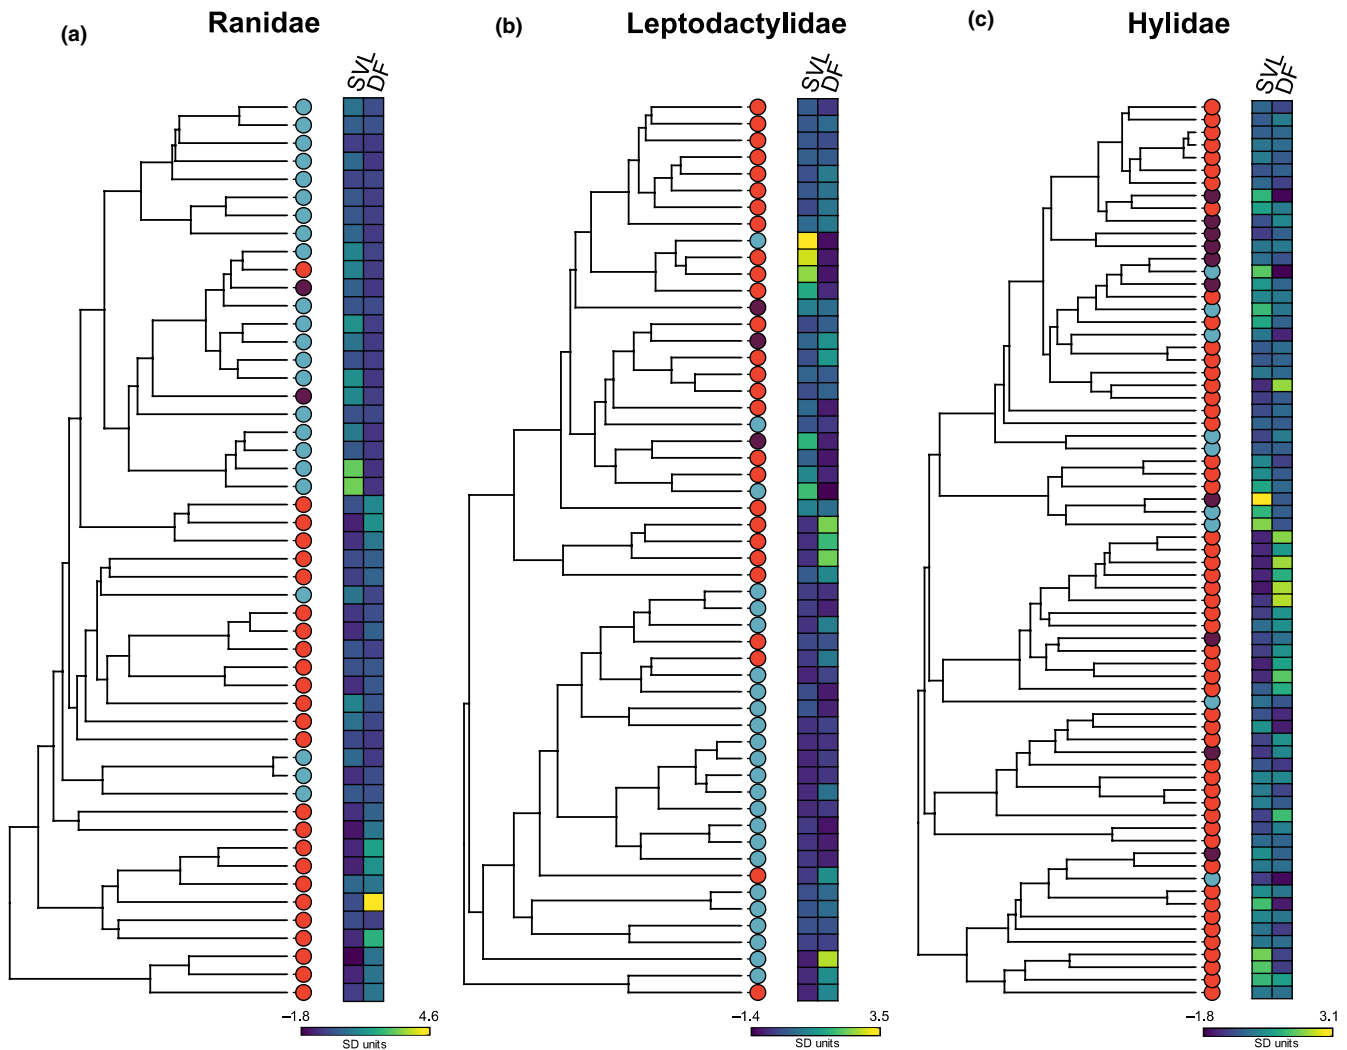 (a) Ranidae
SVL
DF
−1.8 4.6
SD units
(b) Leptodactylidae
SVL
DF
−1.4 3.5
SD units
(c) Hylidae
SVL
DF
−1.8 3.1
SD units